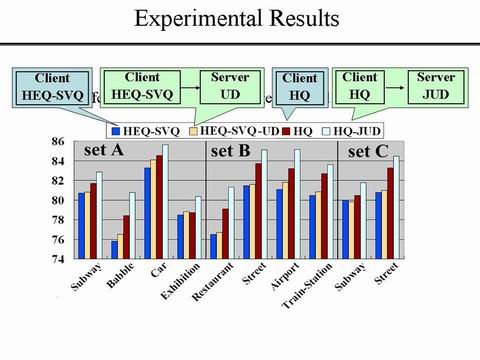 Experimental Results
Client
HEQ-SVQ
Client
HEQ-SVQ
Server
UD
Client
HQ
Client
HQ
Server
JUD
HEQ-SVQ HEQ-SVQ-UD HQ HQ-JUD
86
84
82
80
78
76
74
set A set B set C
Subway
Babble
Car
Exhibition
Restaurant
Street
Airport
Train-Station
Subway
Street